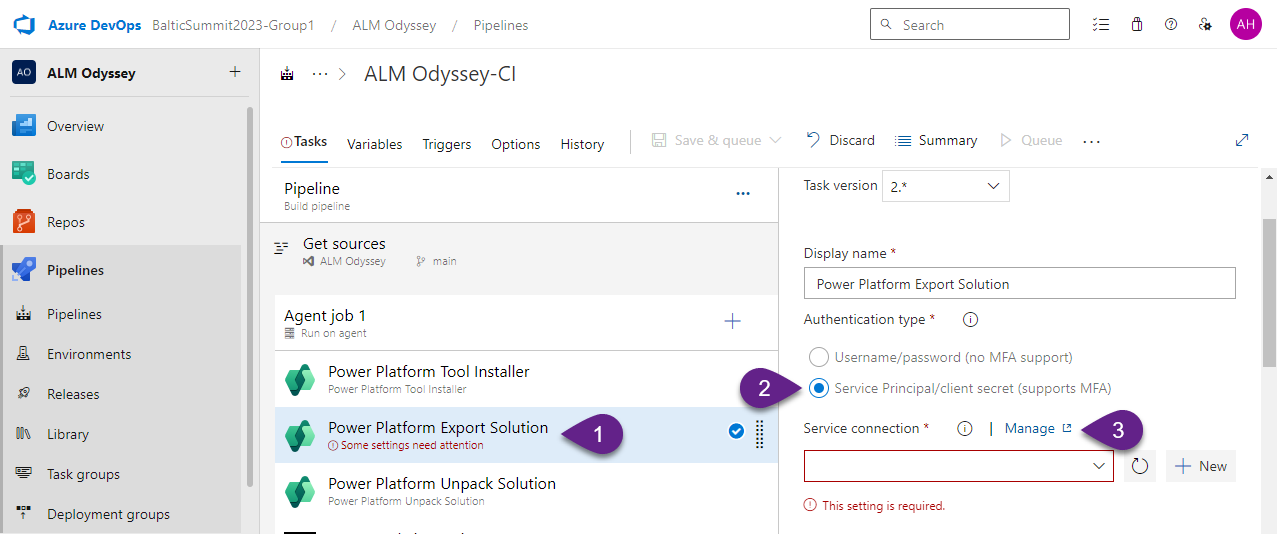 Azure DevOps BalticSummit2023-Group1 / ALM Odyssey / Pipelines
Search
AH
AO ALM Odyssey +
Overview
Boards
Repos
Pipelines
Pipelines
Environments
Releases
Library
Task groups
Deployment groups
... > ALM Odyssey-CI
Tasks Variables Triggers Options History Save & queue Discard Summary Queue ...
Pipeline ...
Build pipeline
Get sources
ALM Odyssey main
Agent job 1 +
Run on agent
Power Platform Tool Installer
Power Platform Tool Installer
Power Platform Export Solution
Some settings need attention
1
Power Platform Unpack Solution
Power Platform Unpack Solution
Task version 2.*
Display name *
Power Platform Export Solution
Authentication type *
Username/password (no MFA support)
2
Service Principal/client secret (supports MFA)
Service connection * | Manage
3
+ New
This setting is required.